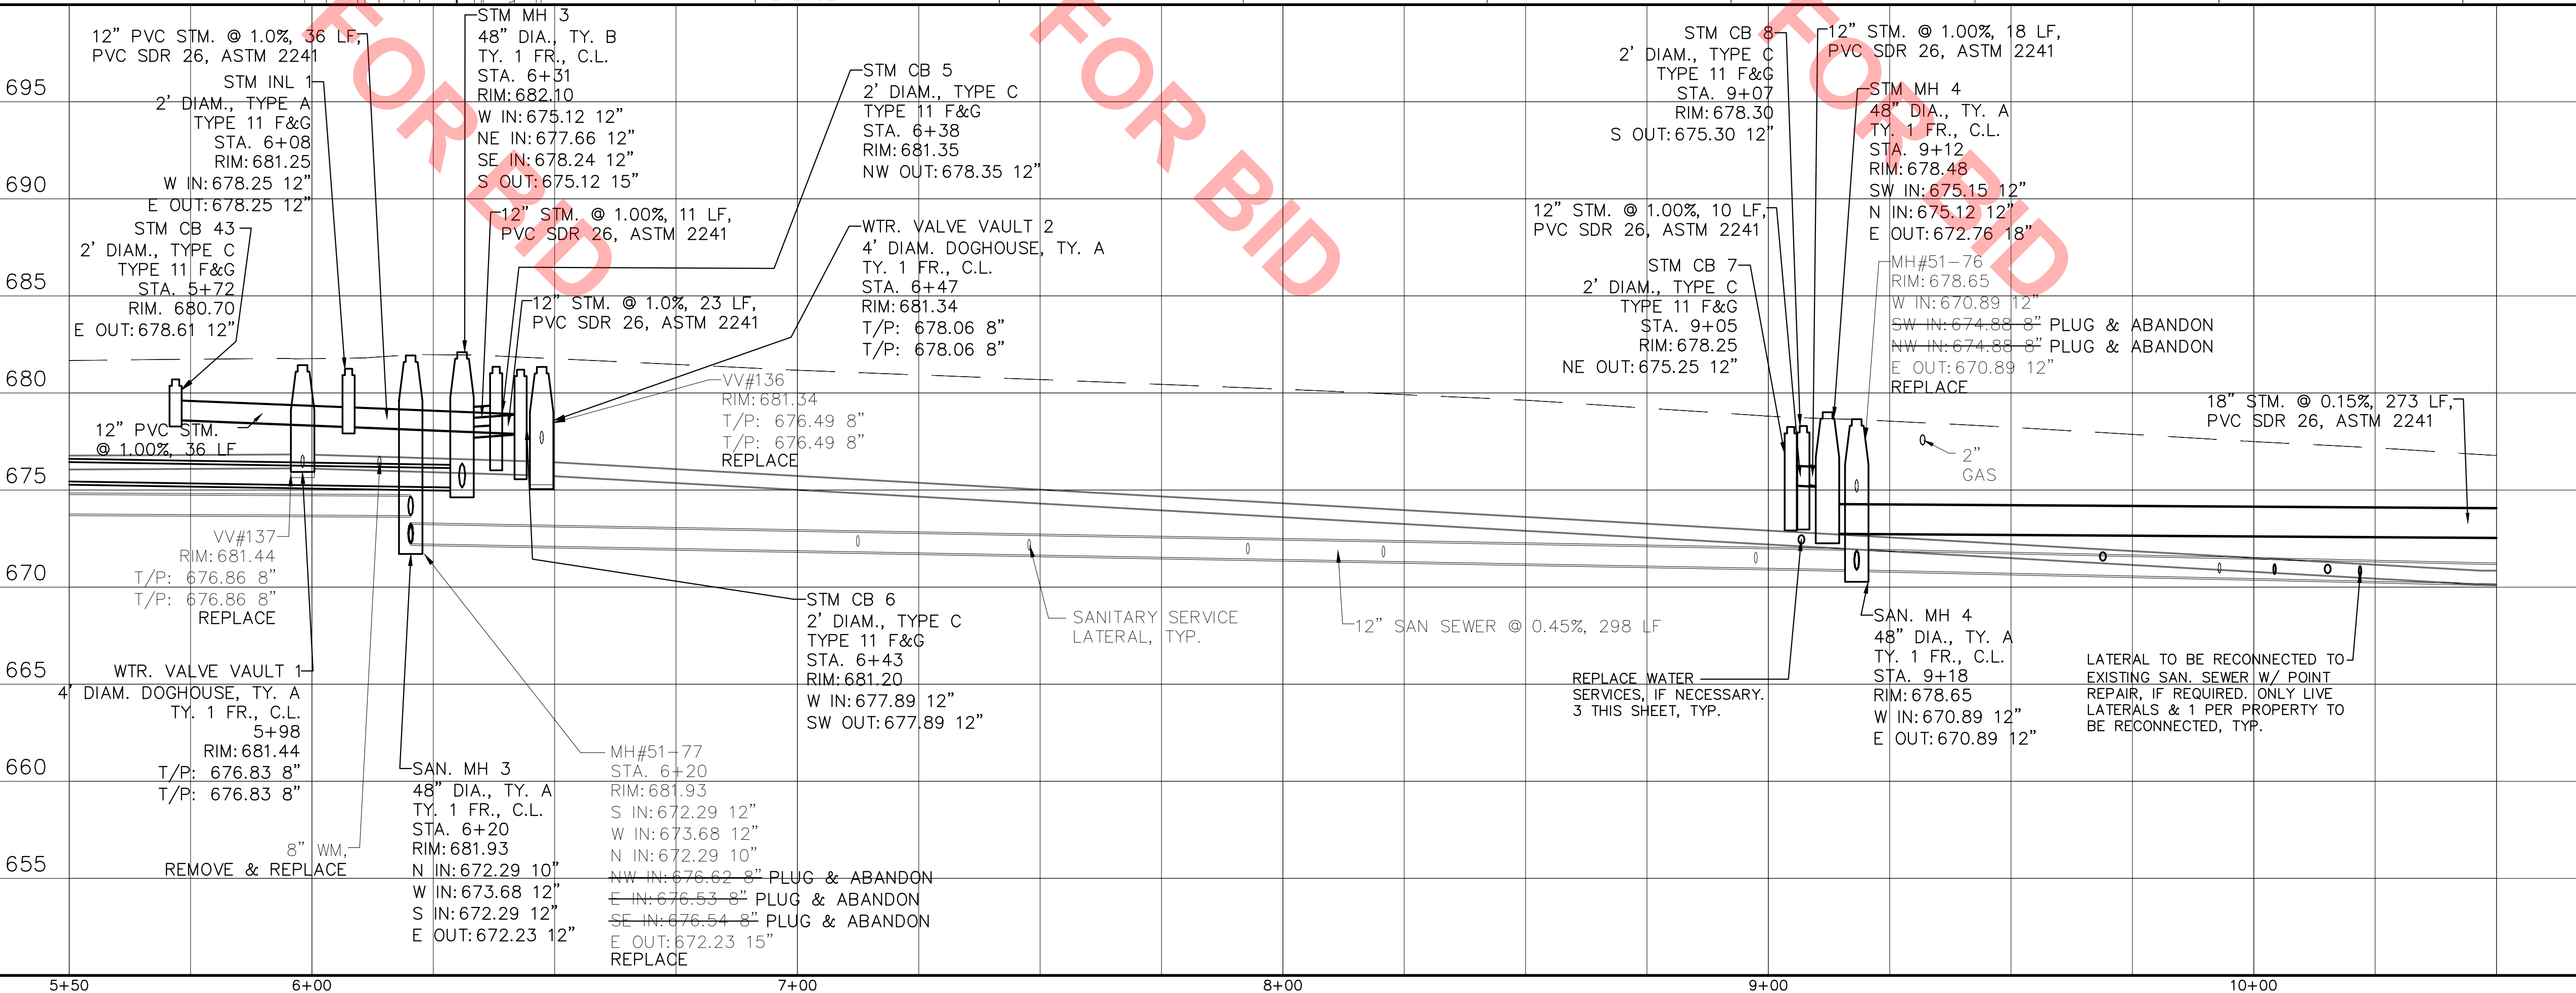 FOR BID
FOR BID
FOR BID
695
690
685
680
675
670
665
660
655
12” PVC STM. @ 1.0%, 36 LF,
PVC SDR 26, ASTM 2241
STM INL 1
2’ DIAM., TYPE A
TYPE 11 F&G
STA. 6+08
RIM:681.25
W IN:678.25 12”
E OUT:678.25 12”
STM CB 43
2’ DIAM., TYPE C
TYPE 11 F&G
STA. 5+72
RIM. 680.70
E OUT:678.61 12”
12” PVC STM.
@ 1.00%, 36 LF
VV#137
RIM:681.44
T/P: 676.86 8”
T/P: 676.86 8”
REPLACE
WTR. VALVE VAULT 1
4’ DIAM. DOGHOUSE, TY. A
TY. 1 FR., C.L.
5+98
RIM:681.44
T/P: 676.83 8”
T/P: 676.83 8”
8” WM,
REMOVE & REPLACE
STM MH 3
48” DIA., TY. B
TY. 1 FR., C.L.
STA. 6+31
RIM:682.10
W IN:675.12 12”
NE IN:677.66 12”
SE IN:678.24 12”
S OUT:675.12 15”
12” STM. @ 1.00%, 11 LF,
PVC SDR 26, ASTM 2241
12” STM. @ 1.0%, 23 LF,
PVC SDR 26, ASTM 2241
STM CB 5
2’ DIAM., TYPE C
TYPE 11 F&G
STA. 6+38
RIM:681.35
NW OUT:678.35 12”
WTR. VALVE VAULT 2
4’ DIAM. DOGHOUSE, TY. A
TY. 1 FR., C.L.
STA. 6+47
RIM:681.34
T/P: 678.06 8”
T/P: 678.06 8”
VV#136
RIM:681.34
T/P: 676.49 8”
T/P: 676.49 8”
REPLACE
SAN. MH 3
48” DIA., TY. A
TY. 1 FR., C.L.
STA. 6+20
RIM:681.93
N IN:672.29 10”
W IN:673.68 12”
S IN:672.29 12”
E OUT:672.23 12”
MH#51-77
STA. 6+20
RIM:681.93
S IN:672.29 12”
W IN:673.68 12”
N IN:672.29 10”
NW IN:676.62 8” PLUG & ABANDON
E IN:676.53 8” PLUG & ABANDON
SE IN:676.54 8” PLUG & ABANDON
E OUT:672.23 15”
REPLACE
STM CB 6
2’ DIAM., TYPE C
TYPE 11 F&G
STA. 6+43
RIM:681.20
W IN:677.89 12”
SW OUT:677.89 12”
SANITARY SERVICE
LATERAL, TYP.
12” SAN SEWER @ 0.45%, 298 LF
STM CB 8
2’ DIAM., TYPE C
TYPE 11 F&G
STA. 9+07
RIM:678.30
S OUT:675.30 12”
12” STM. @ 1.00%, 10 LF,
PVC SDR 26, ASTM 2241
STM CB 7
2’ DIAM., TYPE C
TYPE 11 F&G
STA. 9+05
RIM:678.25
NE OUT:675.25 12”
12” STM. @ 1.00%, 18 LF,
PVC SDR 26, ASTM 2241
STM MH 4
48” DIA., TY. A
TY. 1 FR., C.L.
STA. 9+12
RIM:678.48
SW IN:675.15 12”
N IN:675.12 12”
E OUT:672.76 18”
MH#51-76
RIM:678.65
W IN:670.89 12”
SW IN:674.88 8” PLUG & ABANDON
NW IN:674.88 8” PLUG & ABANDON
E OUT:670.89 12”
REPLACE
2”
GAS
18” STM. @ 0.15%, 273 LF,
PVC SDR 26, ASTM 2241
REPLACE WATER
SERVICES, IF NECESSARY.
3 THIS SHEET, TYP.
SAN. MH 4
48” DIA., TY. A
TY. 1 FR., C.L.
STA. 9+18
RIM:678.65
W IN:670.89 12”
E OUT:670.89 12”
LATERAL TO BE RECONNECTED TO
EXISTING SAN. SEWER W/ POINT
REPAIR, IF REQUIRED. ONLY LIVE
LATERALS & 1 PER PROPERTY TO
BE RECONNECTED, TYP.
5+50
6+00
7+00
8+00
9+00
10+00